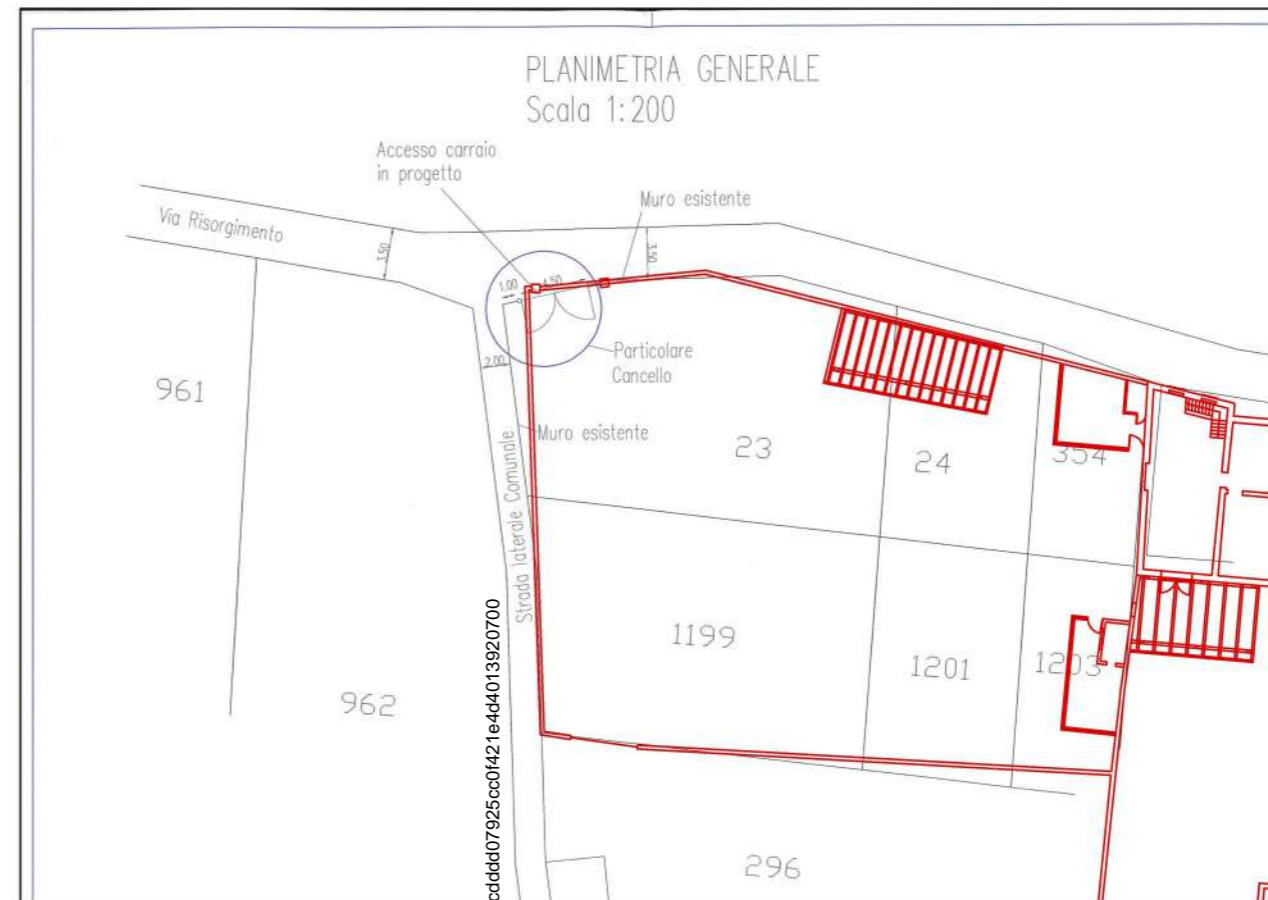 PLANIMETRIA GENERALE
Scala 1:200
Accesso carraio
in progetto
Muro esistente
Via Risorgimento
3.90
3.50
1.00
4.50
Particolare
Cancello
2.00
961
Muro esistente
23
24
354
Strada laterale Comunale
1199
1201
1203
962
cdddd07925cc0f421e4d4013920700
296